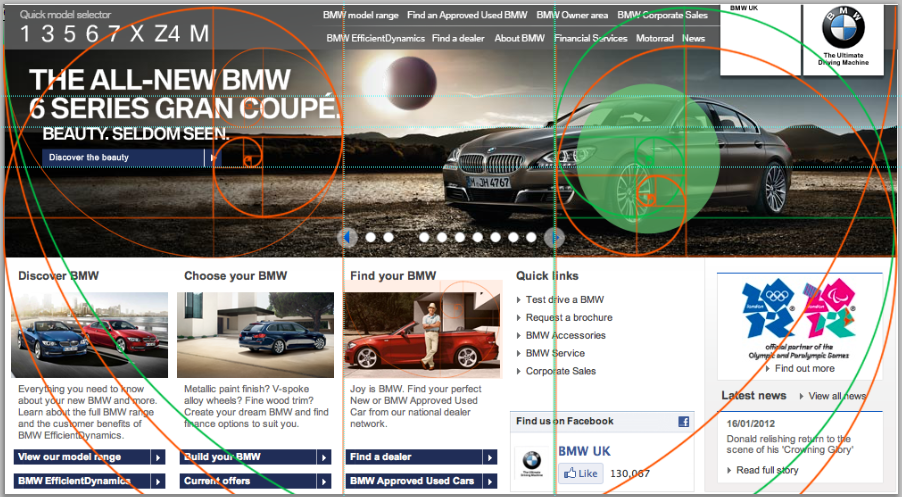 Quick model selector
1 3 5 6 7 X Z4 M
BMW model range Find an Approved Used BMW BMW Owner area BMW Corporate Sales
BMW EfficientDynamics Find a dealer About BMW Financial Services Motorrad News
BMW UK
BMW
The Ultimate
Driving Machine
THE ALL-NEW BMW
6 SERIES GRAN COUPÉ.
BEAUTY. SELDOM SEEN.
Discover the beauty
M JH 4767
Discover BMW
Everything you need to know
about your new BMW and more.
Learn about the full BMW range
and the customer benefits of
BMW EfficientDynamics.
View our model range
BMW EfficientDynamics
Choose your BMW
Metallic paint finish? V-spoke
alloy wheels? Fine wood trim?
Create your dream BMW and find
finance options to suit you.
Build your BMW
Current offers
Find your BMW
Joy is BMW. Find your perfect
New or BMW Approved Used
Car from our national dealer
network.
Find a dealer
BMW Approved Used Cars
Quick links
Test drive a BMW
Request a brochure
BMW Accessories
BMW Service
Corporate Sales
Find us on Facebook
BMW UK
The Ultimate
Driving Machine
Like 130,067
london
london
official partner of the
Olympic and Paralympic Games
Find out more
Latest news
View all news
16/01/2012
Donald relishing return to the
scene of his 'Crowning Glory'
Read full story